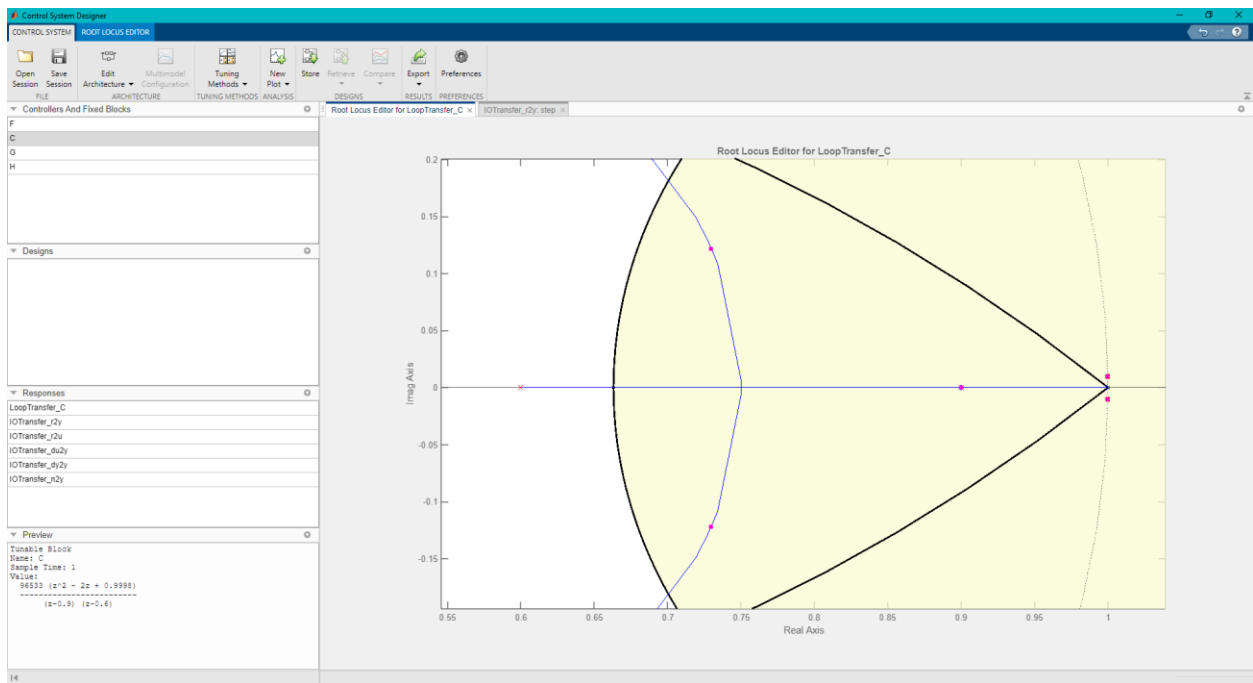 Control System Designer
CONTROL SYSTEM ROOT LOCUS EDITOR
Open Session
Save Session
FILE
Edit Architecture
Multimodel Configuration
ARCHITECTURE
Tuning Methods
TUNING METHODS
New Plot
ANALYSIS
Store
Retrieve
Compare
DESIGNS
Export
RESULTS
Preferences
PREFERENCES
Controllers And Fixed Blocks
F
C
G
H
Designs
Responses
LoopTransfer_C
IOTransfer_r2y
IOTransfer_r2u
IOTransfer_du2y
IOTransfer_dy2y
IOTransfer_n2y
Preview
Tunable Block
Name: C
Sample Time: 1
Value:
96533 (z^2 - 2z + 0.9998)
-------------------------
(z-0.9) (z-0.6)
Root Locus Editor for LoopTransfer_C × IOTransfer_r2y: step ×
Root Locus Editor for LoopTransfer_C
0.2
0.15
0.1
0.05
0
-0.05
-0.1
-0.15
Imag Axis
0.55 0.6 0.65 0.7 0.75 0.8 0.85 0.9 0.95 1
Real Axis